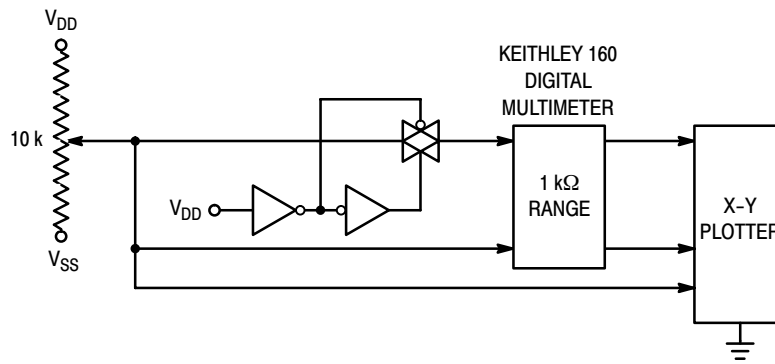 V_DD
KEITHLEY 160
DIGITAL
MULTIMETER
10 k
1 kΩ
RANGE
X-Y
PLOTTER
V_DD
V_SS